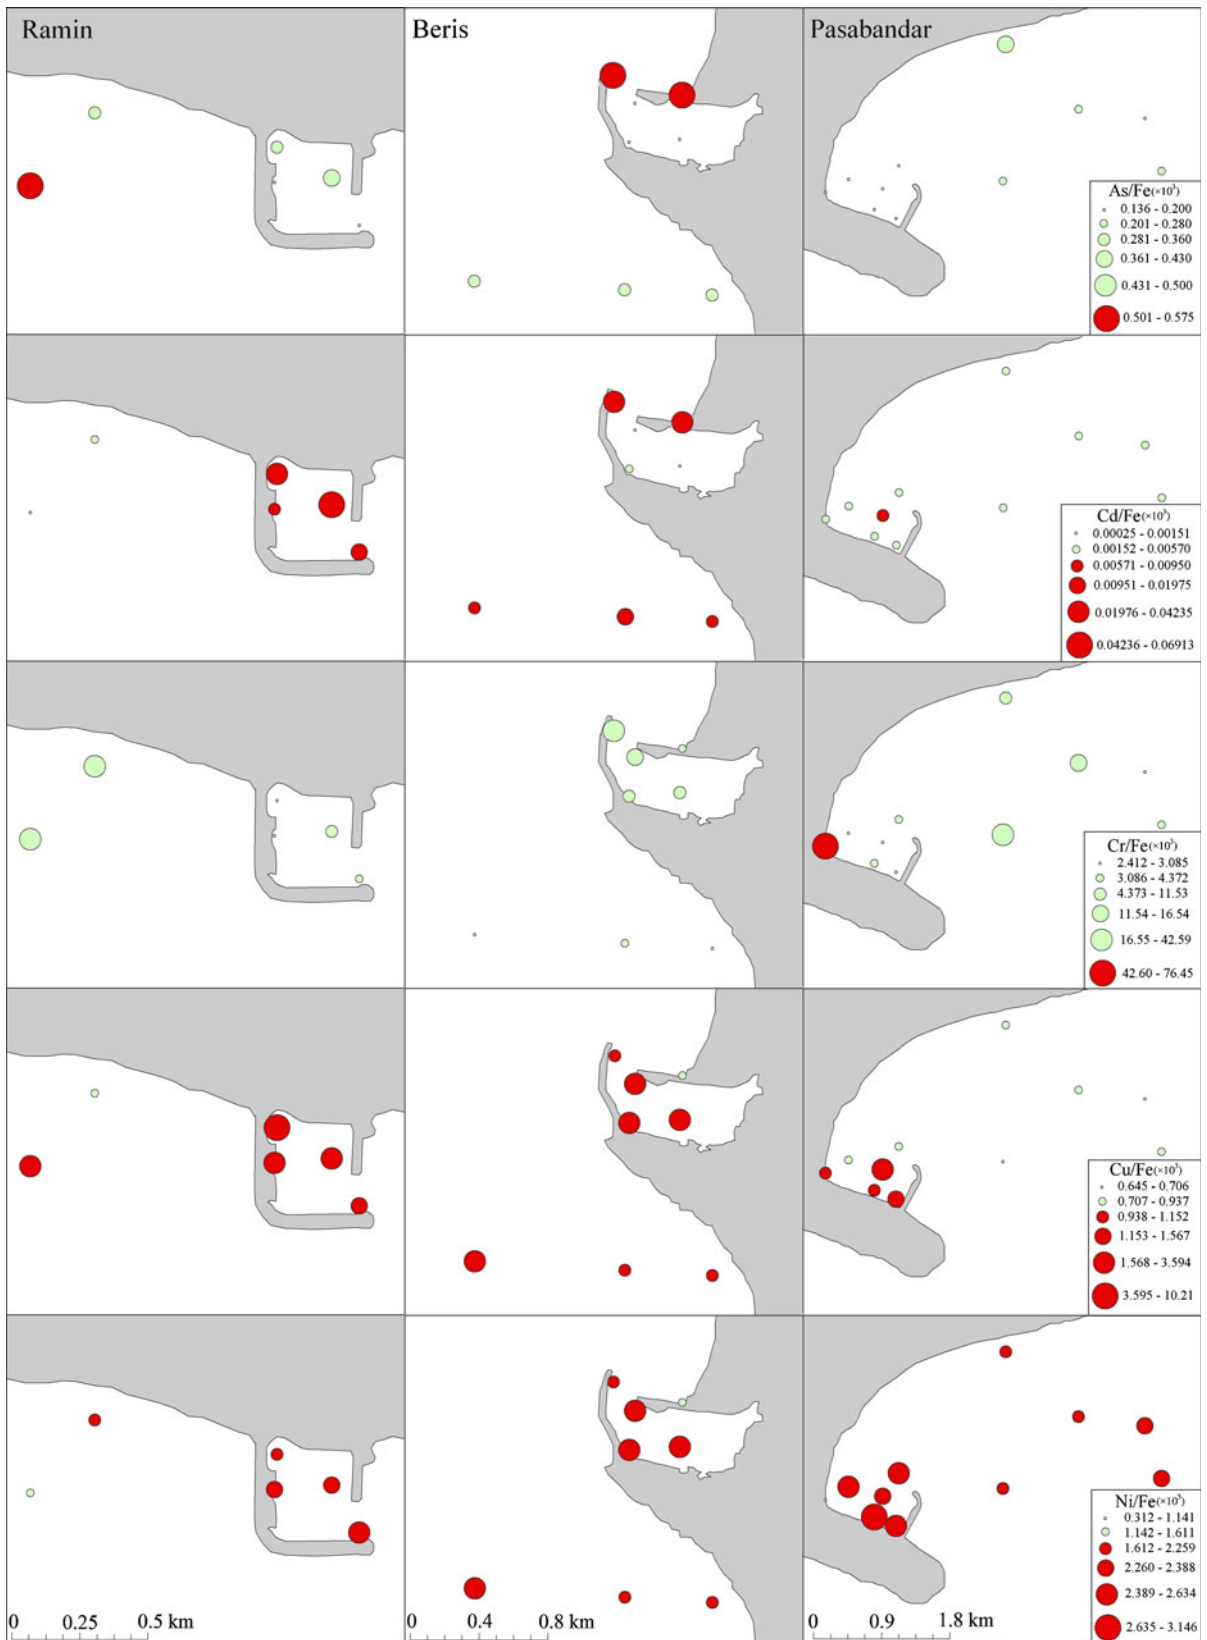 Ramin
Beris
Pasabandar
As/Fe(×10³)
0.136 - 0.200
0.201 - 0.280
0.281 - 0.360
0.361 - 0.430
0.431 - 0.500
0.501 - 0.575
Cd/Fe(×10³)
0.00025 - 0.00151
0.00152 - 0.00570
0.00571 - 0.00950
0.00951 - 0.01975
0.01976 - 0.04235
0.04236 - 0.06913
Cr/Fe(×10³)
2.412 - 3.085
3.086 - 4.372
4.373 - 11.53
11.54 - 16.54
16.55 - 42.59
42.60 - 76.45
Cu/Fe(×10³)
0.645 - 0.706
0.707 - 0.937
0.938 - 1.152
1.153 - 1.567
1.568 - 3.594
3.595 - 10.21
Ni/Fe(×10³)
0.312 - 1.141
1.142 - 1.611
1.612 - 2.259
2.260 - 2.388
2.389 - 2.634
2.635 - 3.146
0 0.25 0.5 km
0 0.4 0.8 km
0 0.9 1.8 km